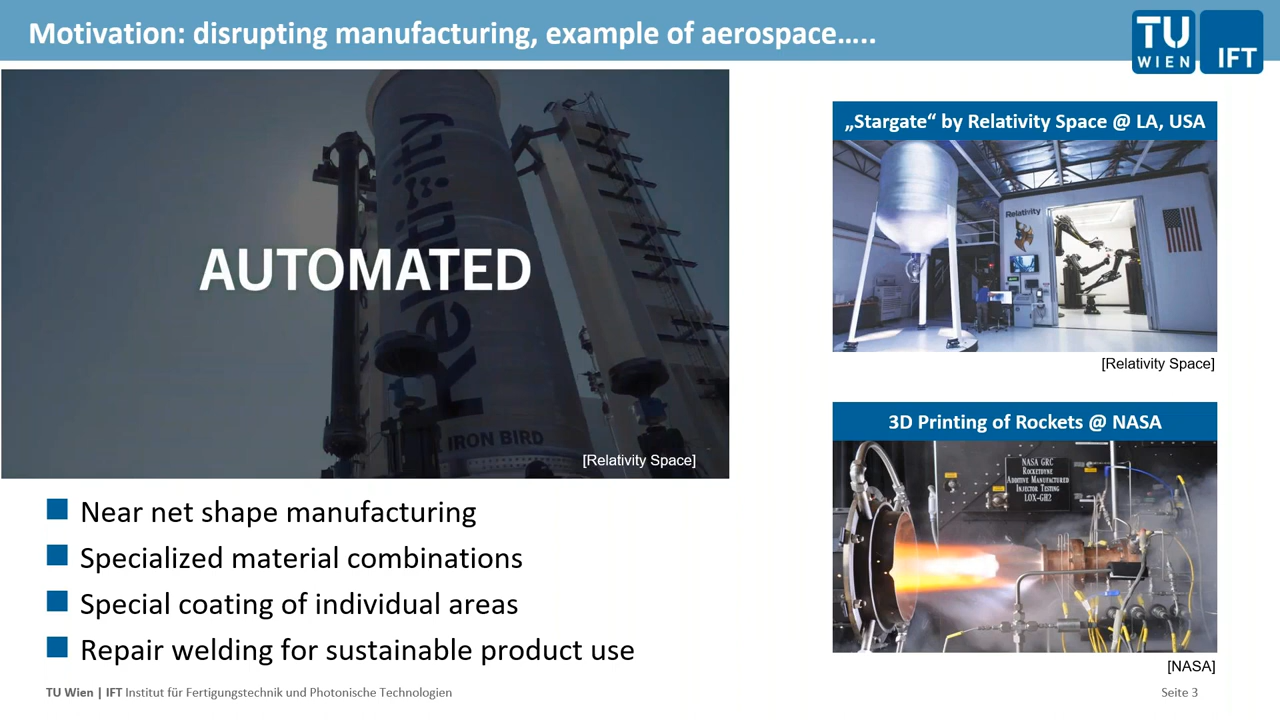 Motivation: disrupting manufacturing, example of aerospace…..
TU
WIEN
IFT
Relativity
AUTOMATED
IRON BIRD
[Relativity Space]
„Stargate“ by Relativity Space @ LA, USA
Relativity
[Relativity Space]
3D Printing of Rockets @ NASA
NASA GRC
ROCKETDYNE
ADDITIVE MANUFACTURED
INJECTOR TESTING
LOX-GH2
[NASA]
Near net shape manufacturing
Specialized material combinations
Special coating of individual areas
Repair welding for sustainable product use
TU Wien | IFT Institut für Fertigungstechnik und Photonische Technologien
Seite 3